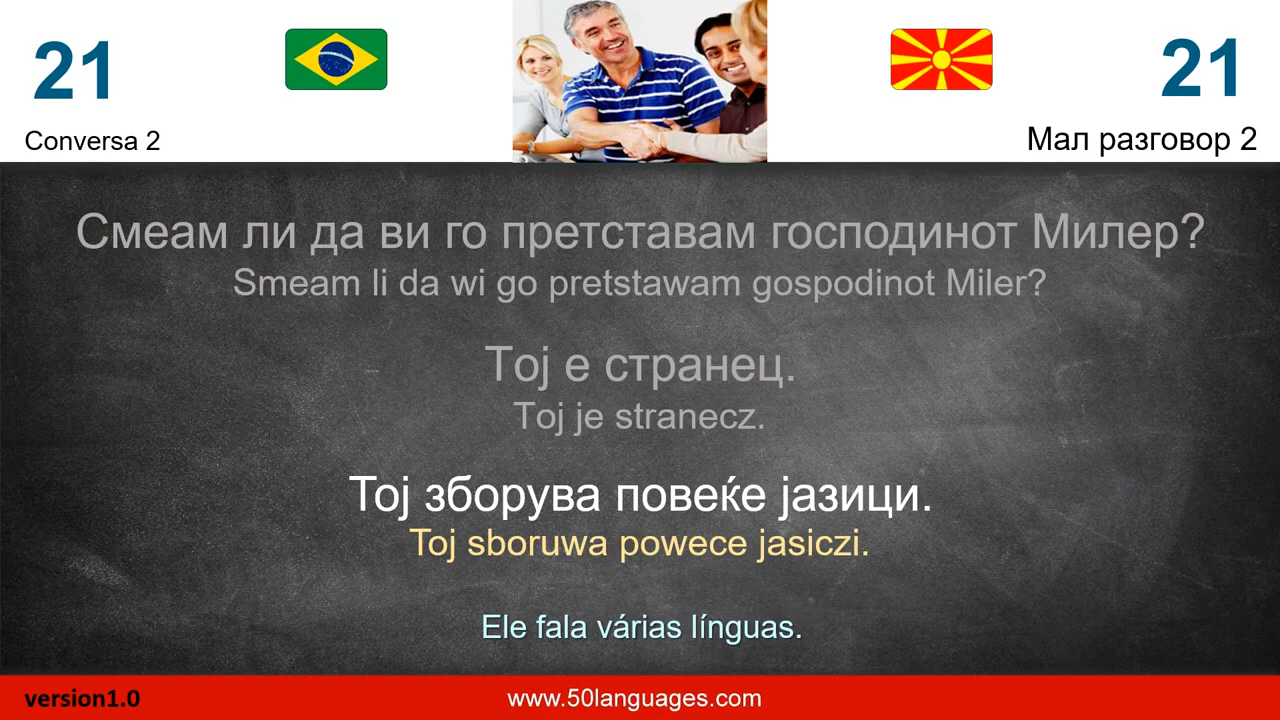 21
21
Conversa 2
Мал разговор 2
Смеам ли да ви го претставам господинот Милер?
Smeam li da wi go pretstawam gospodinot Miler?
Тој е странец.
Toj je stranecz.
Тој зборува повеќе јазици.
Toj sboruwa powece jasiczi.
Ele fala várias línguas.
version1.0
www.50languages.com